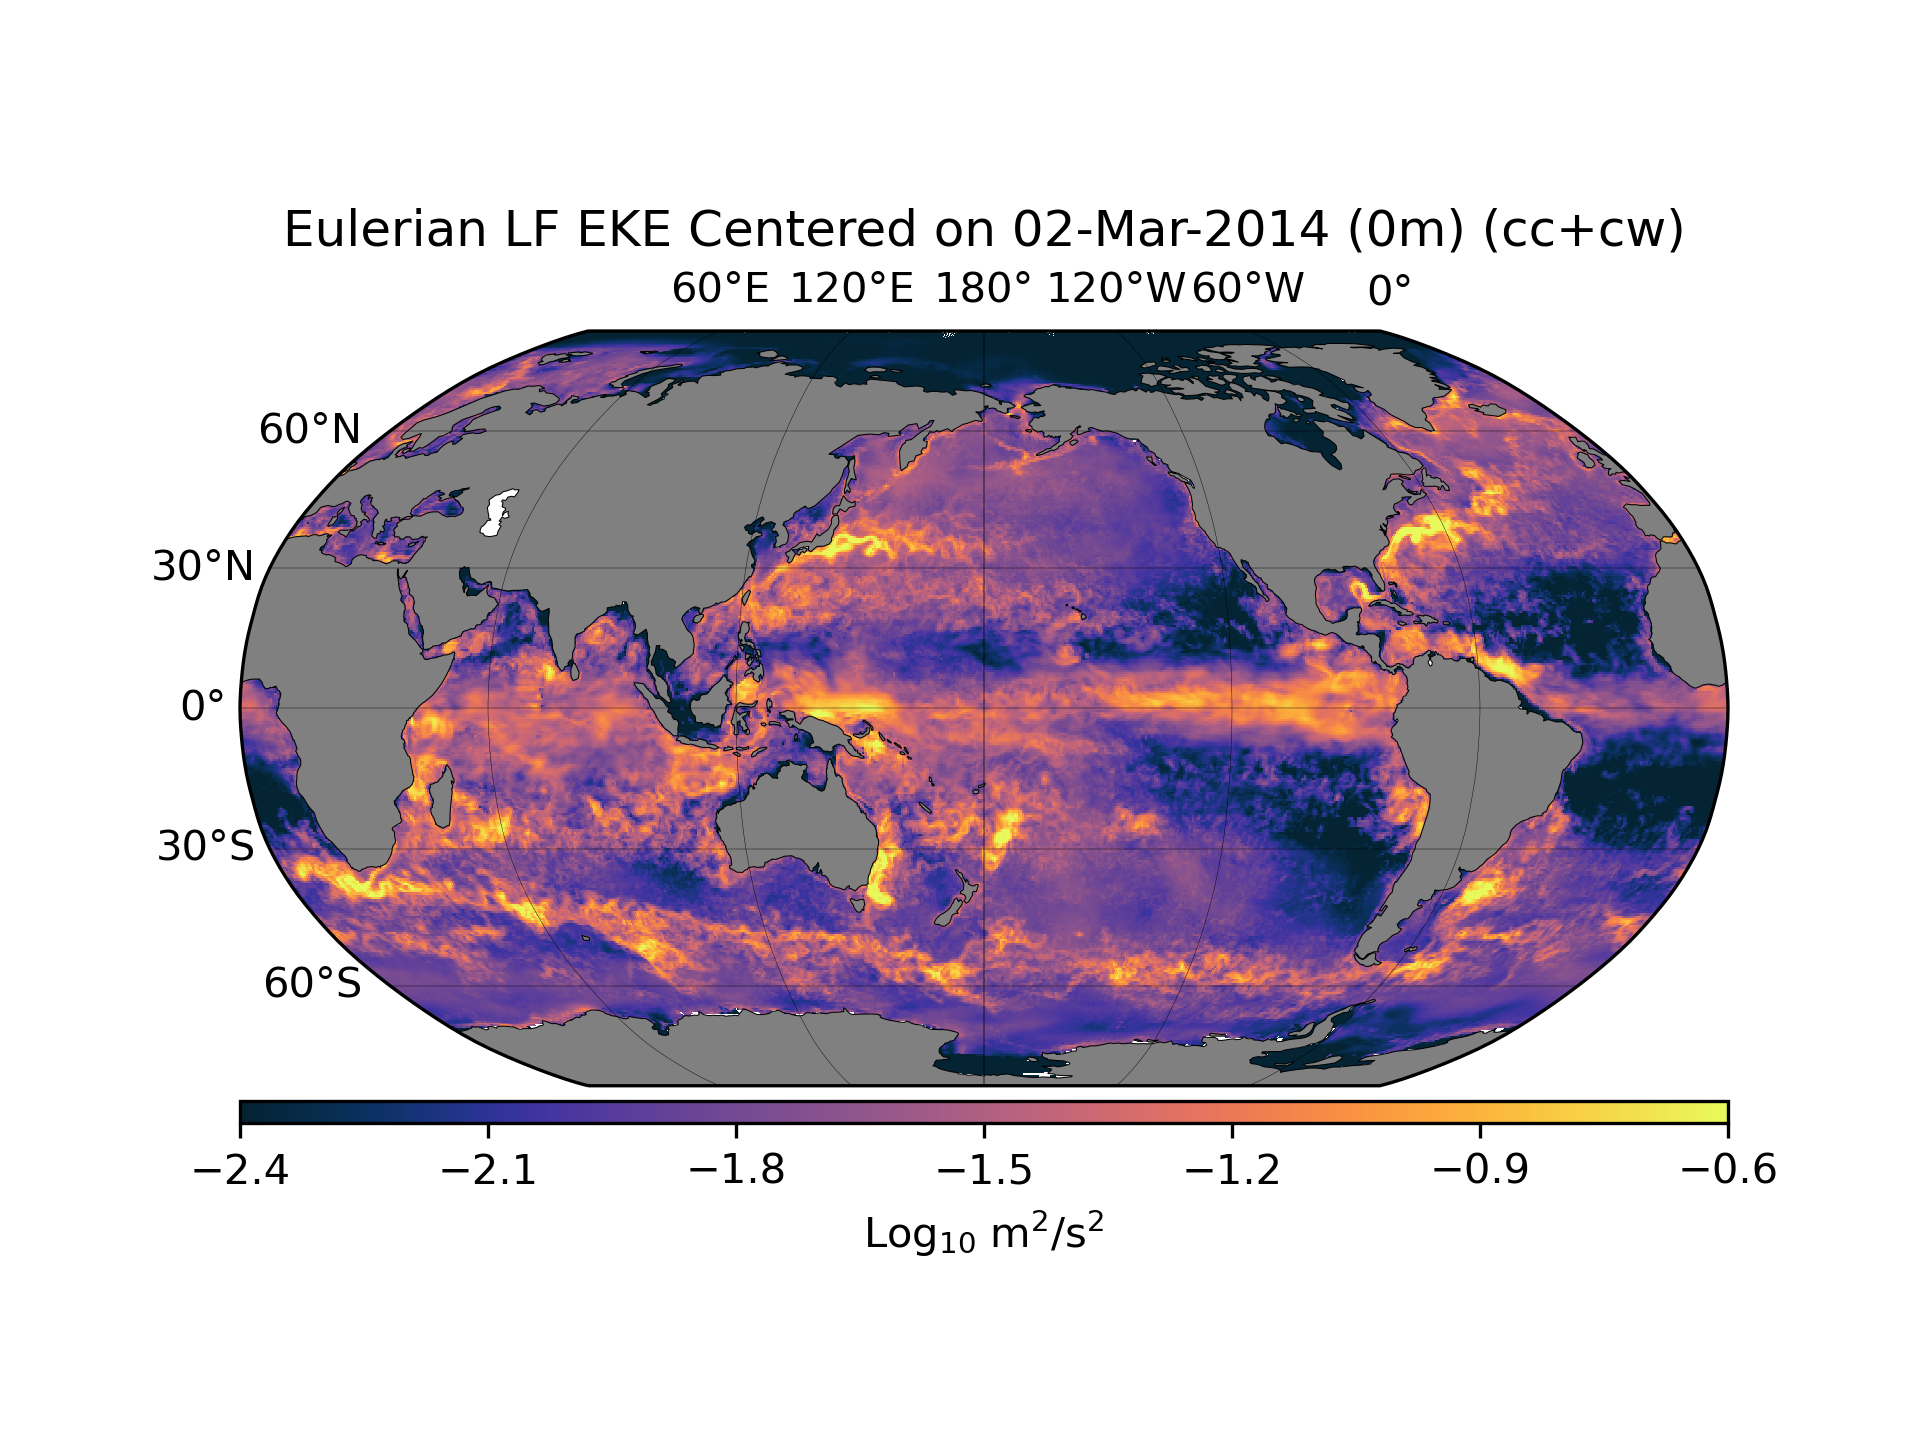 Eulerian LF EKE Centered on 02-Mar-2014 (0m) (cc+cw)
60°E 120°E 180° 120°W 60°W 0°
60°N
30°N
0°
30°S
60°S
−2.4 −2.1 −1.8 −1.5 −1.2 −0.9 −0.6
Log₁₀ m²/s²